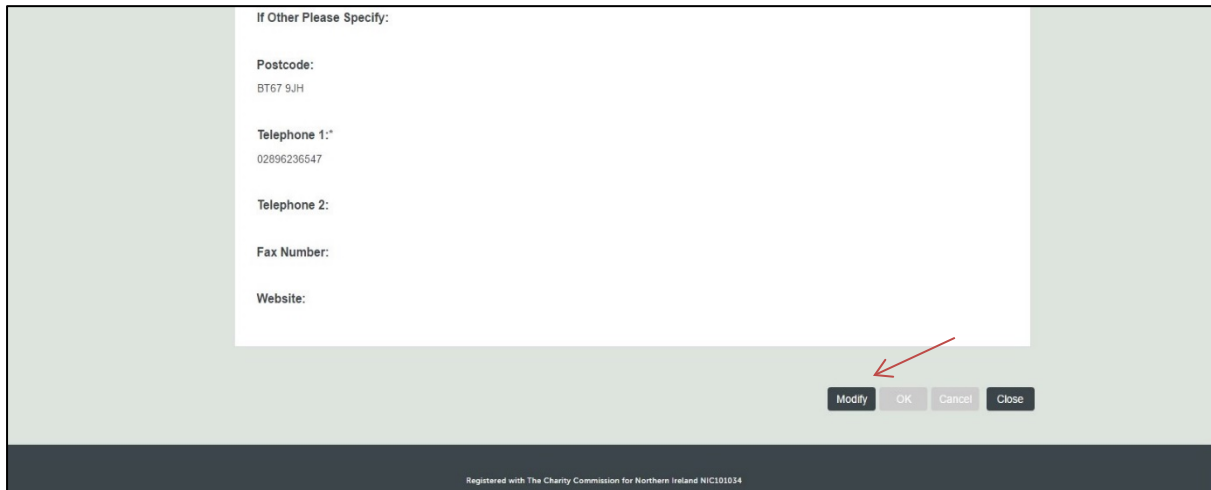 If Other Please Specify:
Postcode:
BT67 9JH
Telephone 1:*
02896236547
Telephone 2:
Fax Number:
Website:
Modify OK Cancel Close
Registered with The Charity Commission for Northern Ireland NIC101034